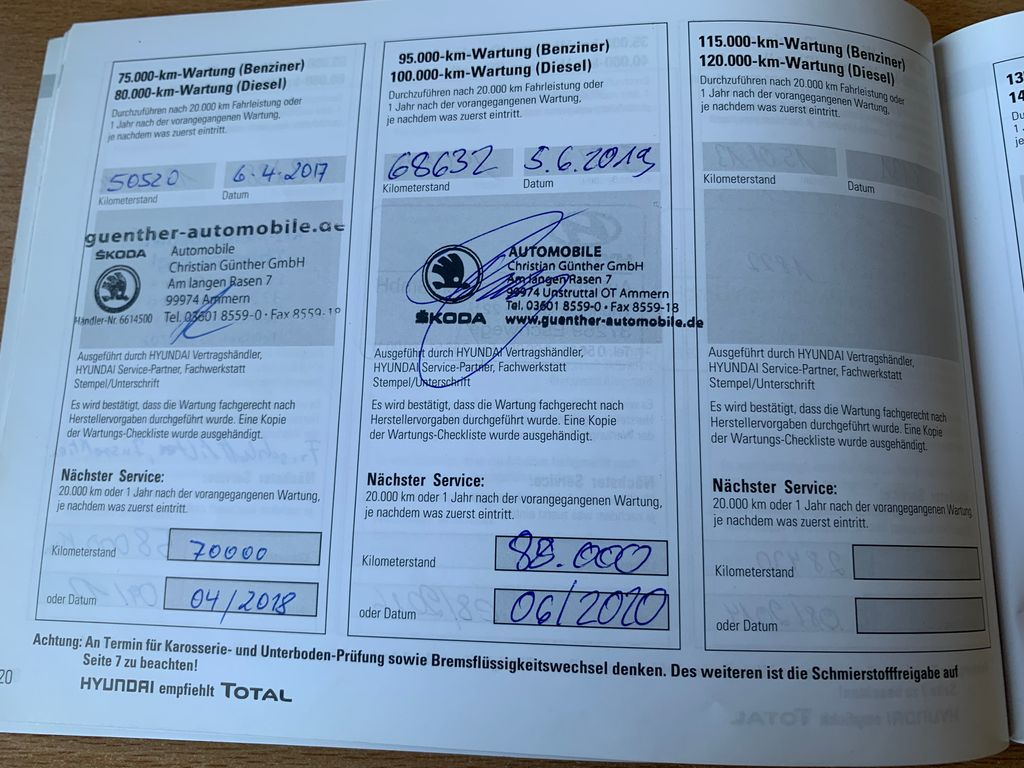 75.000-km-Wartung (Benziner)
80.000-km-Wartung (Diesel)
Durchzuführen nach 20.000 km Fahrleistung oder
1 Jahr nach der vorangegangenen Wartung,
je nachdem was zuerst eintritt.
50520 6.4.2017
Kilometerstand Datum
guenther-automobile.de
ŠKODA Automobile
Christian Günther GmbH
Am langen Rasen 7
99974 Ammern
Händler-Nr. 6614500 Tel. 03601 8559-0 • Fax 8559-18
Ausgeführt durch HYUNDAI Vertragshändler,
HYUNDAI Service-Partner, Fachwerkstatt
Stempel/Unterschrift
Es wird bestätigt, dass die Wartung fachgerecht nach
Herstellervorgaben durchgeführt wurde. Eine Kopie
der Wartungs-Checkliste wurde ausgehändigt.
Nächster Service:
20.000 km oder 1 Jahr nach der vorangegangenen Wartung,
je nachdem was zuerst eintritt.
Kilometerstand 70000
oder Datum 04/2018
95.000-km-Wartung (Benziner)
100.000-km-Wartung (Diesel)
Durchzuführen nach 20.000 km Fahrleistung oder
1 Jahr nach der vorangegangenen Wartung,
je nachdem was zuerst eintritt.
68632 5.6.2019
Kilometerstand Datum
AUTOMOBILE
Christian Günther GmbH
Am langen Rasen 7
99974 Unstruttal OT Ammern
Tel. 03601 8559-0 • Fax 8559-18
ŠKODA www.guenther-automobile.de
Ausgeführt durch HYUNDAI Vertragshändler,
HYUNDAI Service-Partner, Fachwerkstatt
Stempel/Unterschrift
Es wird bestätigt, dass die Wartung fachgerecht nach
Herstellervorgaben durchgeführt wurde. Eine Kopie
der Wartungs-Checkliste wurde ausgehändigt.
Nächster Service:
20.000 km oder 1 Jahr nach der vorangegangenen Wartung,
je nachdem was zuerst eintritt.
Kilometerstand 88.000
oder Datum 06/2020
115.000-km-Wartung (Benziner)
120.000-km-Wartung (Diesel)
Durchzuführen nach 20.000 km Fahrleistung oder
1 Jahr nach der vorangegangenen Wartung,
je nachdem was zuerst eintritt.
Kilometerstand Datum
Ausgeführt durch HYUNDAI Vertragshändler,
HYUNDAI Service-Partner, Fachwerkstatt
Stempel/Unterschrift
Es wird bestätigt, dass die Wartung fachgerecht nach
Herstellervorgaben durchgeführt wurde. Eine Kopie
der Wartungs-Checkliste wurde ausgehändigt.
Nächster Service:
20.000 km oder 1 Jahr nach der vorangegangenen Wartung,
je nachdem was zuerst eintritt.
Kilometerstand
oder Datum
Achtung: An Termin für Karosserie- und Unterboden-Prüfung sowie Bremsflüssigkeitswechsel denken. Des weiteren ist die Schmierstofffreigabe auf
Seite 7 zu beachten!
20
HYUNDAI empfiehlt TOTAL